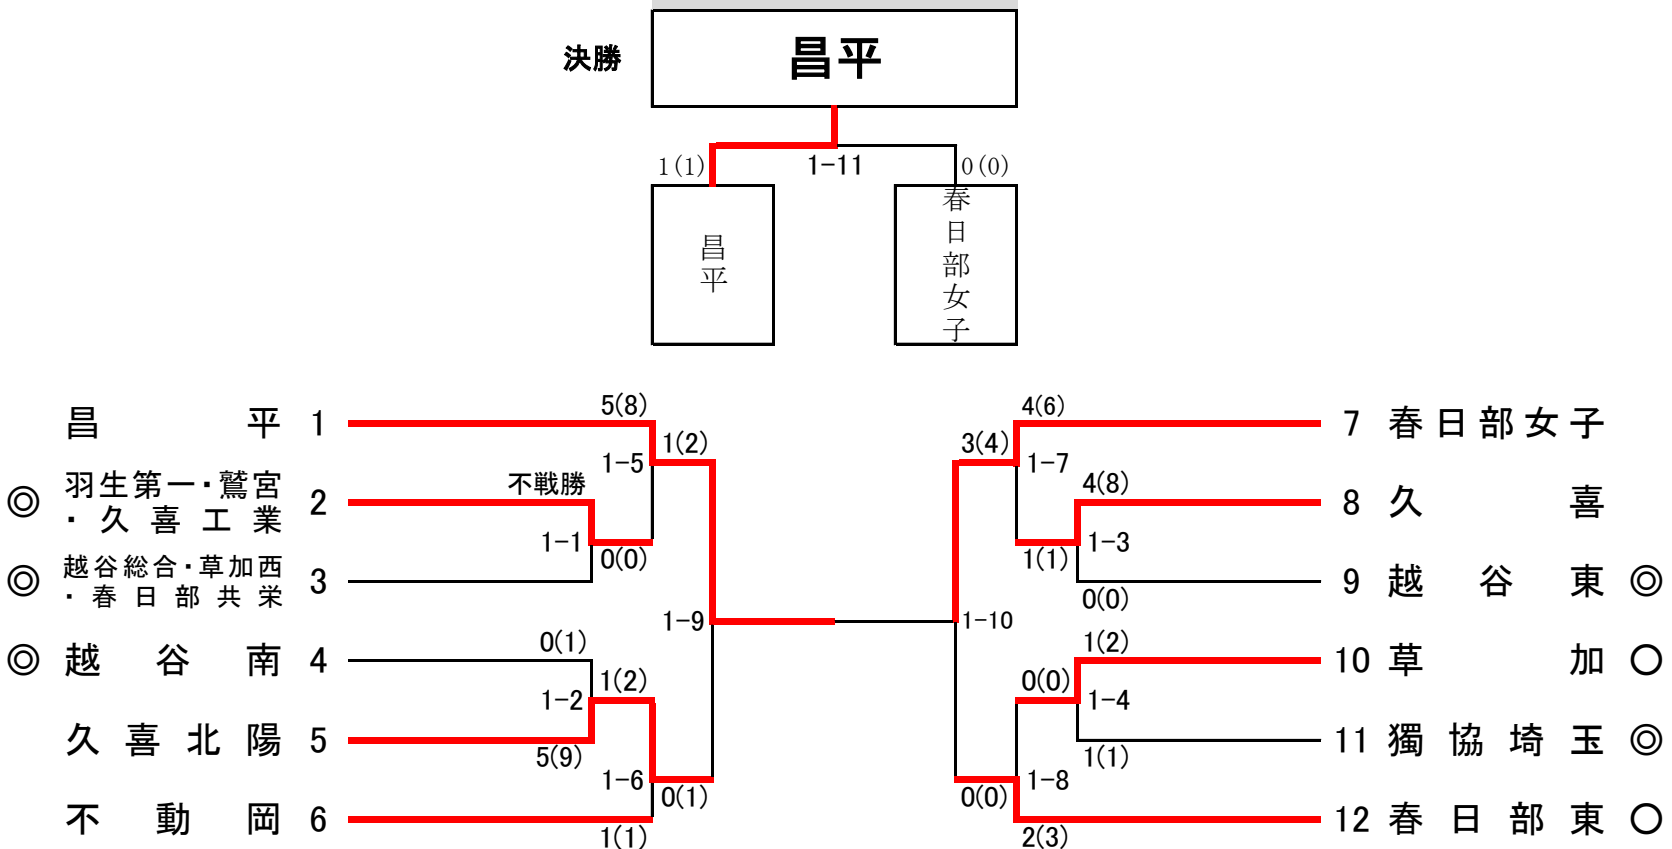 決勝
昌平
1(1)
1-11
0(0)
昌平
春日部女子
昌平 1
5(8)
1(2)
1-5
◎ 羽生第一・鷲宮
・久喜工業 2
不戦勝
1-1
0(0)
◎ 越谷総合・草加西
・春日部共栄 3
1-9
◎ 越谷南 4
0(1)
1-2
1(2)
久喜北陽 5
5(9)
1-6
0(1)
不動岡 6
1(1)
4(6)
7 春日部女子
3(4)
1-7
4(8)
8 久喜
1(1)
1-3
9 越谷東 ◎
0(0)
1-10
1(2)
10 草加 ○
0(0)
1-4
11 獨協埼玉 ◎
1(1)
1-8
0(0)
12 春日部東 ○
2(3)